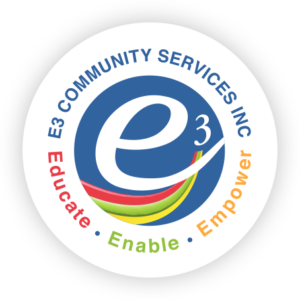 E3 COMMUNITY SERVICES INC
e3
Educate • Enable • Empower